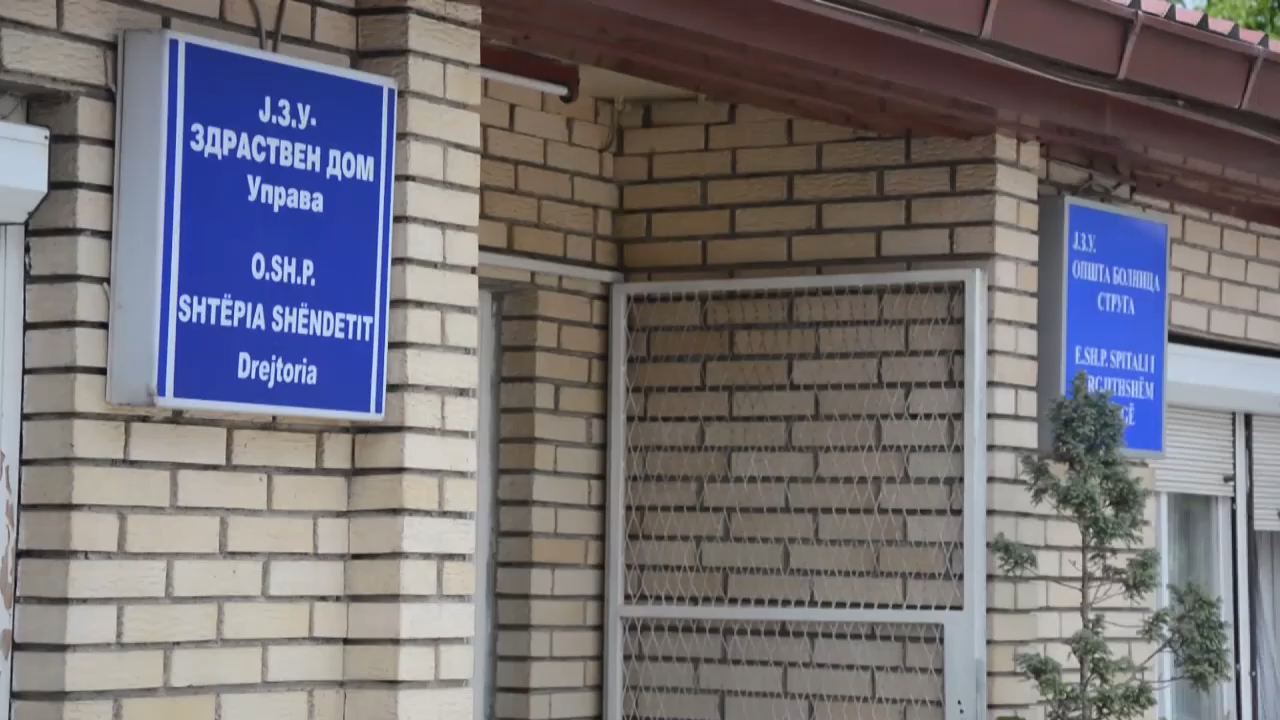 Ј.З.У.
ЗДРАСТВЕН ДОМ
Управа
O.SH.P.
SHTËPIA SHËNDETIT
Drejtoria
Ј.З.У.
ОПШТА БОЛНИЦА
СТРУГА
E.SH.P. SPITALI I